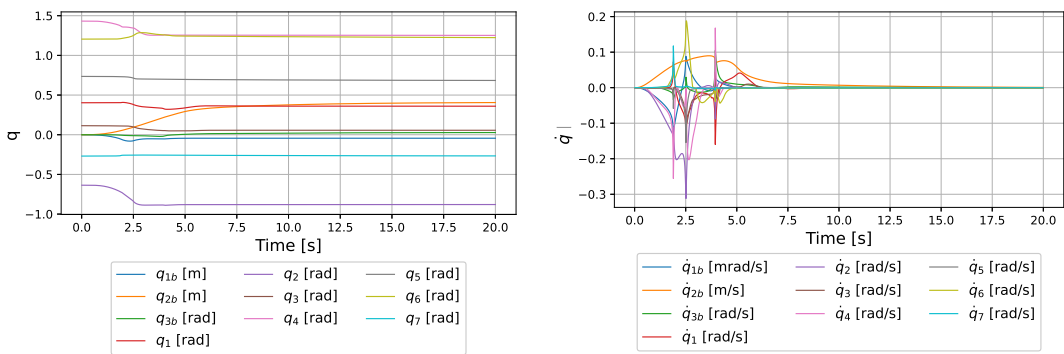 1.5
1.0
0.5
0.0
−0.5
−1.0
q
0.0 2.5 5.0 7.5 10.0 12.5 15.0 17.5 20.0
Time [s]
q1b [m] q2 [rad] q5 [rad]
q2b [m] q3 [rad] q6 [rad]
q3b [rad] q4 [rad] q7 [rad]
q1 [rad]
0.2
0.1
0.0
−0.1
−0.2
−0.3
q̇ |
0.0 2.5 5.0 7.5 10.0 12.5 15.0 17.5 20.0
Time [s]
q̇1b [mrad/s] q̇2 [rad/s] q̇5 [rad/s]
q̇2b [m/s] q̇3 [rad/s] q̇6 [rad/s]
q̇3b [rad/s] q̇4 [rad/s] q̇7 [rad/s]
q̇1 [rad/s]